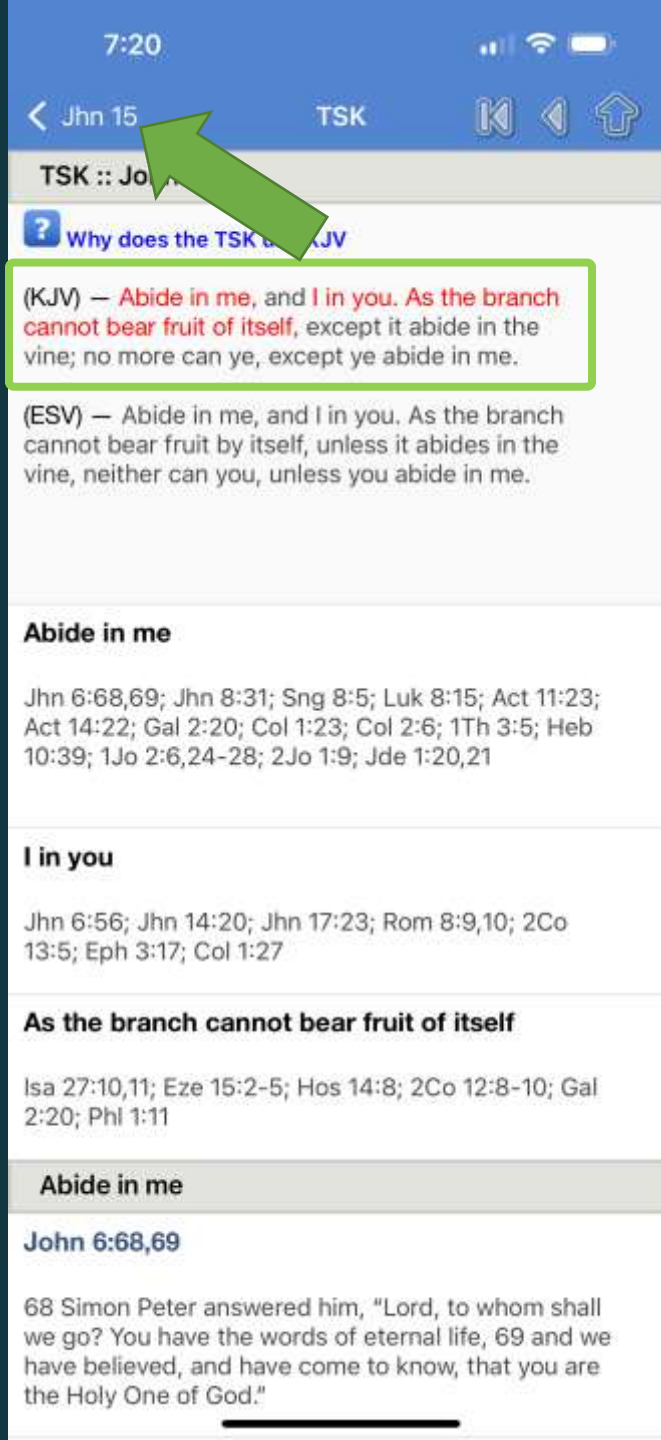 7:20
Jhn 15 TSK
TSK :: Jo
? Why does the TSK KJV
(KJV) — Abide in me, and I in you. As the branch
cannot bear fruit of itself, except it abide in the
vine; no more can ye, except ye abide in me.
(ESV) — Abide in me, and I in you. As the branch
cannot bear fruit by itself, unless it abides in the
vine, neither can you, unless you abide in me.
Abide in me
Jhn 6:68,69; Jhn 8:31; Sng 8:5; Luk 8:15; Act 11:23;
Act 14:22; Gal 2:20; Col 1:23; Col 2:6; 1Th 3:5; Heb
10:39; 1Jo 2:6,24-28; 2Jo 1:9; Jde 1:20,21
I in you
Jhn 6:56; Jhn 14:20; Jhn 17:23; Rom 8:9,10; 2Co
13:5; Eph 3:17; Col 1:27
As the branch cannot bear fruit of itself
Isa 27:10,11; Eze 15:2-5; Hos 14:8; 2Co 12:8-10; Gal
2:20; Phl 1:11
Abide in me
John 6:68,69
68 Simon Peter answered him, “Lord, to whom shall
we go? You have the words of eternal life, 69 and we
have believed, and have come to know, that you are
the Holy One of God.”